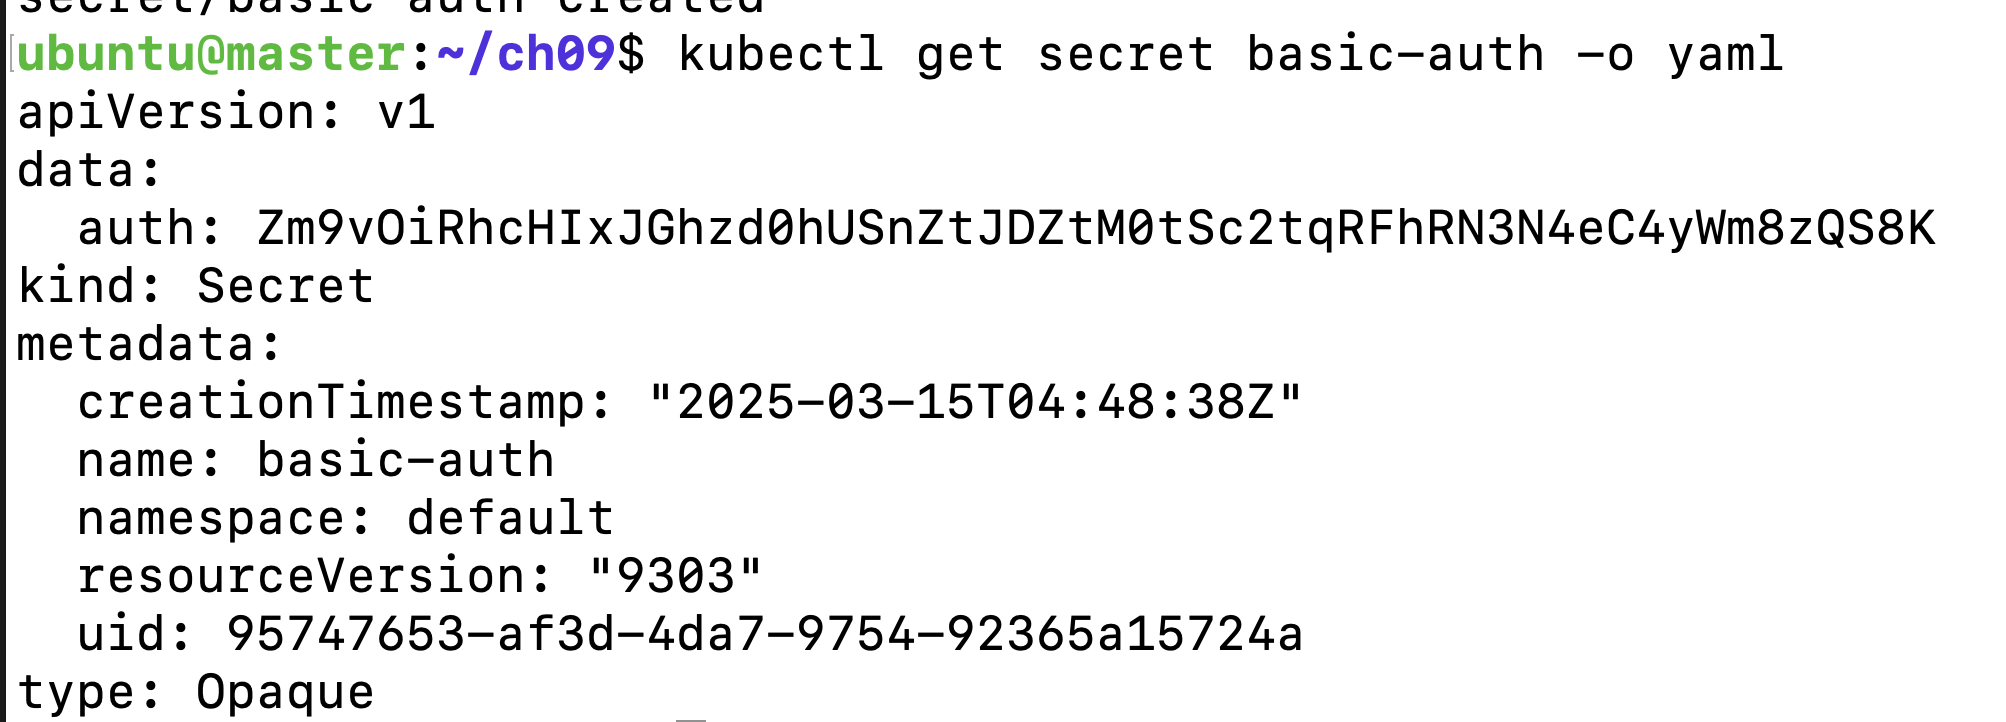 secret/basic-auth created
ubuntu@master:~/ch09$ kubectl get secret basic-auth -o yaml
apiVersion: v1
data:
  auth: Zm9vOiRhcHIxJGhzd0hUSnZtJDZtM0tSc2tqRFhRN3N4eC4yWm8zQS8K
kind: Secret
metadata:
  creationTimestamp: "2025-03-15T04:48:38Z"
  name: basic-auth
  namespace: default
  resourceVersion: "9303"
  uid: 95747653-af3d-4da7-9754-92365a15724a
type: Opaque